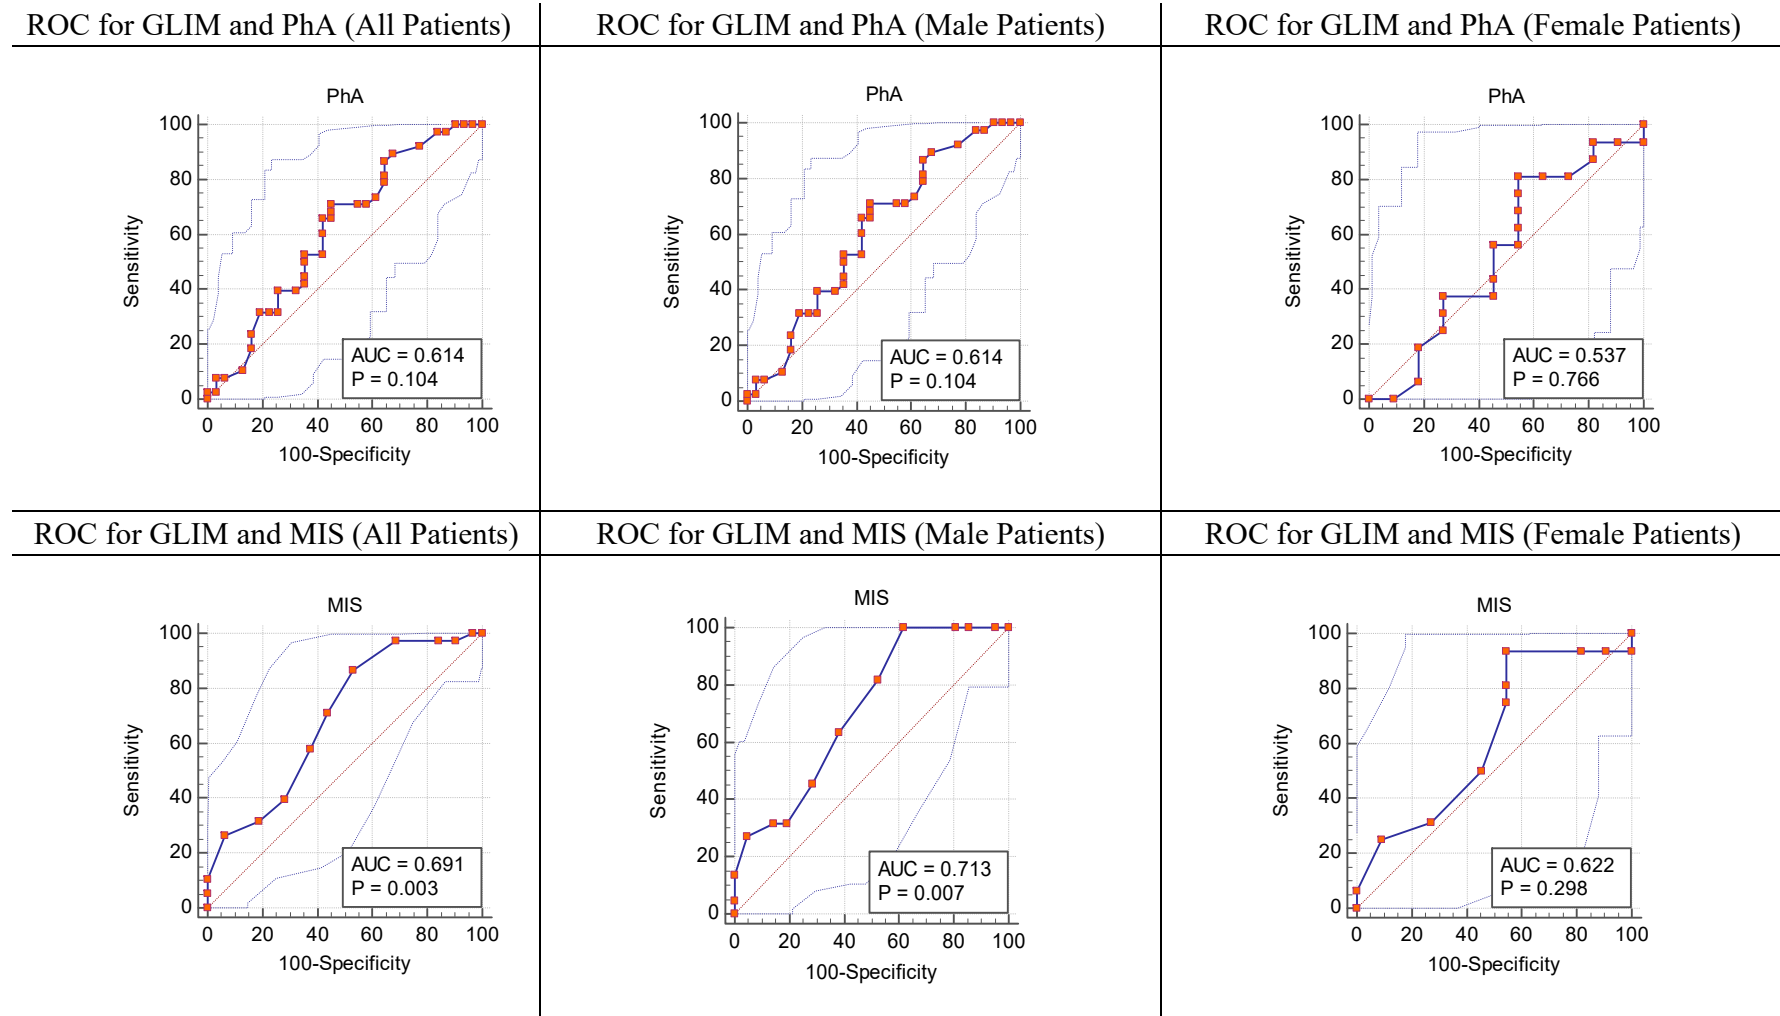 ROC for GLIM and PhA (All Patients)
ROC for GLIM and PhA (Male Patients)
ROC for GLIM and PhA (Female Patients)
PhA
100
80
60
40
20
0
Sensitivity
AUC = 0.614
P = 0.104
0 20 40 60 80 100
100-Specificity
PhA
100
80
60
40
20
0
Sensitivity
AUC = 0.614
P = 0.104
0 20 40 60 80 100
100-Specificity
PhA
100
80
60
40
20
0
Sensitivity
AUC = 0.537
P = 0.766
0 20 40 60 80 100
100-Specificity
ROC for GLIM and MIS (All Patients)
ROC for GLIM and MIS (Male Patients)
ROC for GLIM and MIS (Female Patients)
MIS
100
80
60
40
20
0
Sensitivity
AUC = 0.691
P = 0.003
0 20 40 60 80 100
100-Specificity
MIS
100
80
60
40
20
0
Sensitivity
AUC = 0.713
P = 0.007
0 20 40 60 80 100
100-Specificity
MIS
100
80
60
40
20
0
Sensitivity
AUC = 0.622
P = 0.298
0 20 40 60 80 100
100-Specificity